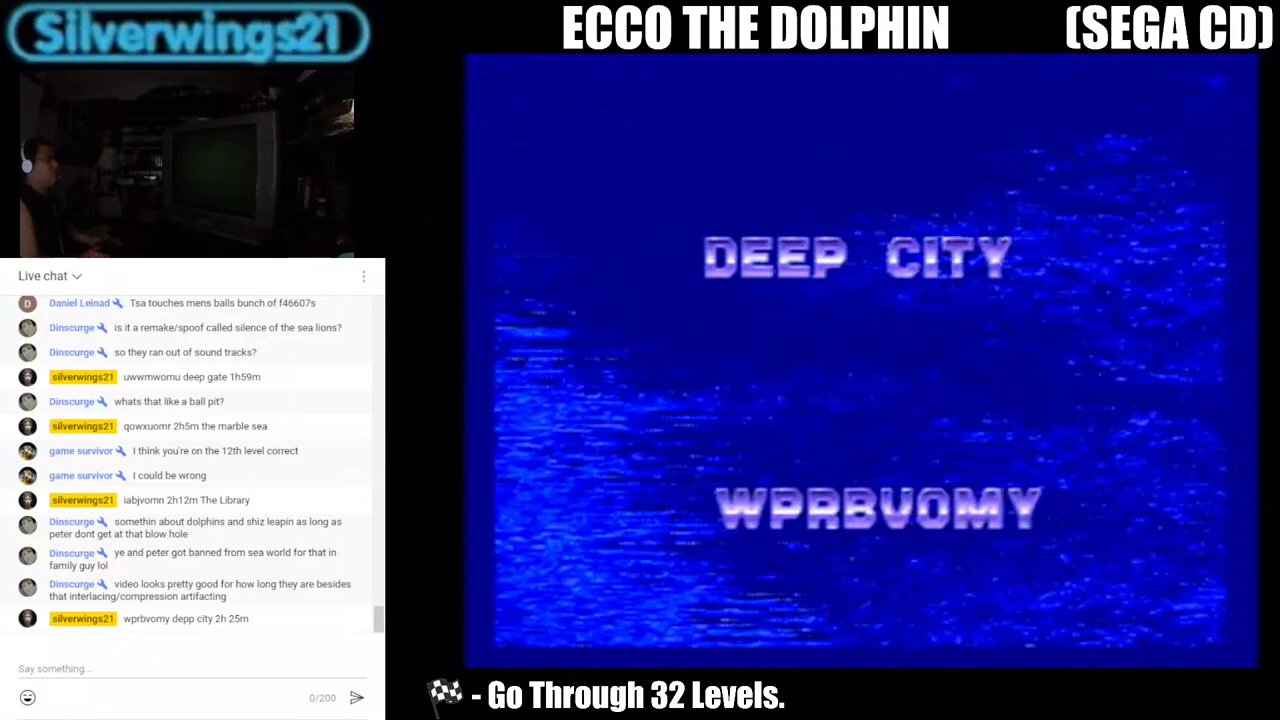 Silverwings21
ECCO THE DOLPHIN (SEGA CD)
DEEP CITY
WPRBVOMY
Live chat
D Daniel Leinad Tsa touches mens balls bunch of f46607s
Dinscurge is it a remake/spoof called silence of the sea lions?
Dinscurge so they ran out of sound tracks?
silverwings21 uwwmwomu deep gate 1h59m
Dinscurge whats that like a ball pit?
silverwings21 qowxuomr 2h5m the marble sea
game survivor I think you're on the 12th level correct
game survivor I could be wrong
silverwings21 iabjvomn 2h12m The Library
Dinscurge somethin about dolphins and shiz leapin as long as
peter dont get at that blow hole
Dinscurge ye and peter got banned from sea world for that in
family guy lol
Dinscurge video looks pretty good for how long they are besides
that interlacing/compression artifacting
silverwings21 wprbvomy depp city 2h 25m
Say something...
0/200
- Go Through 32 Levels.